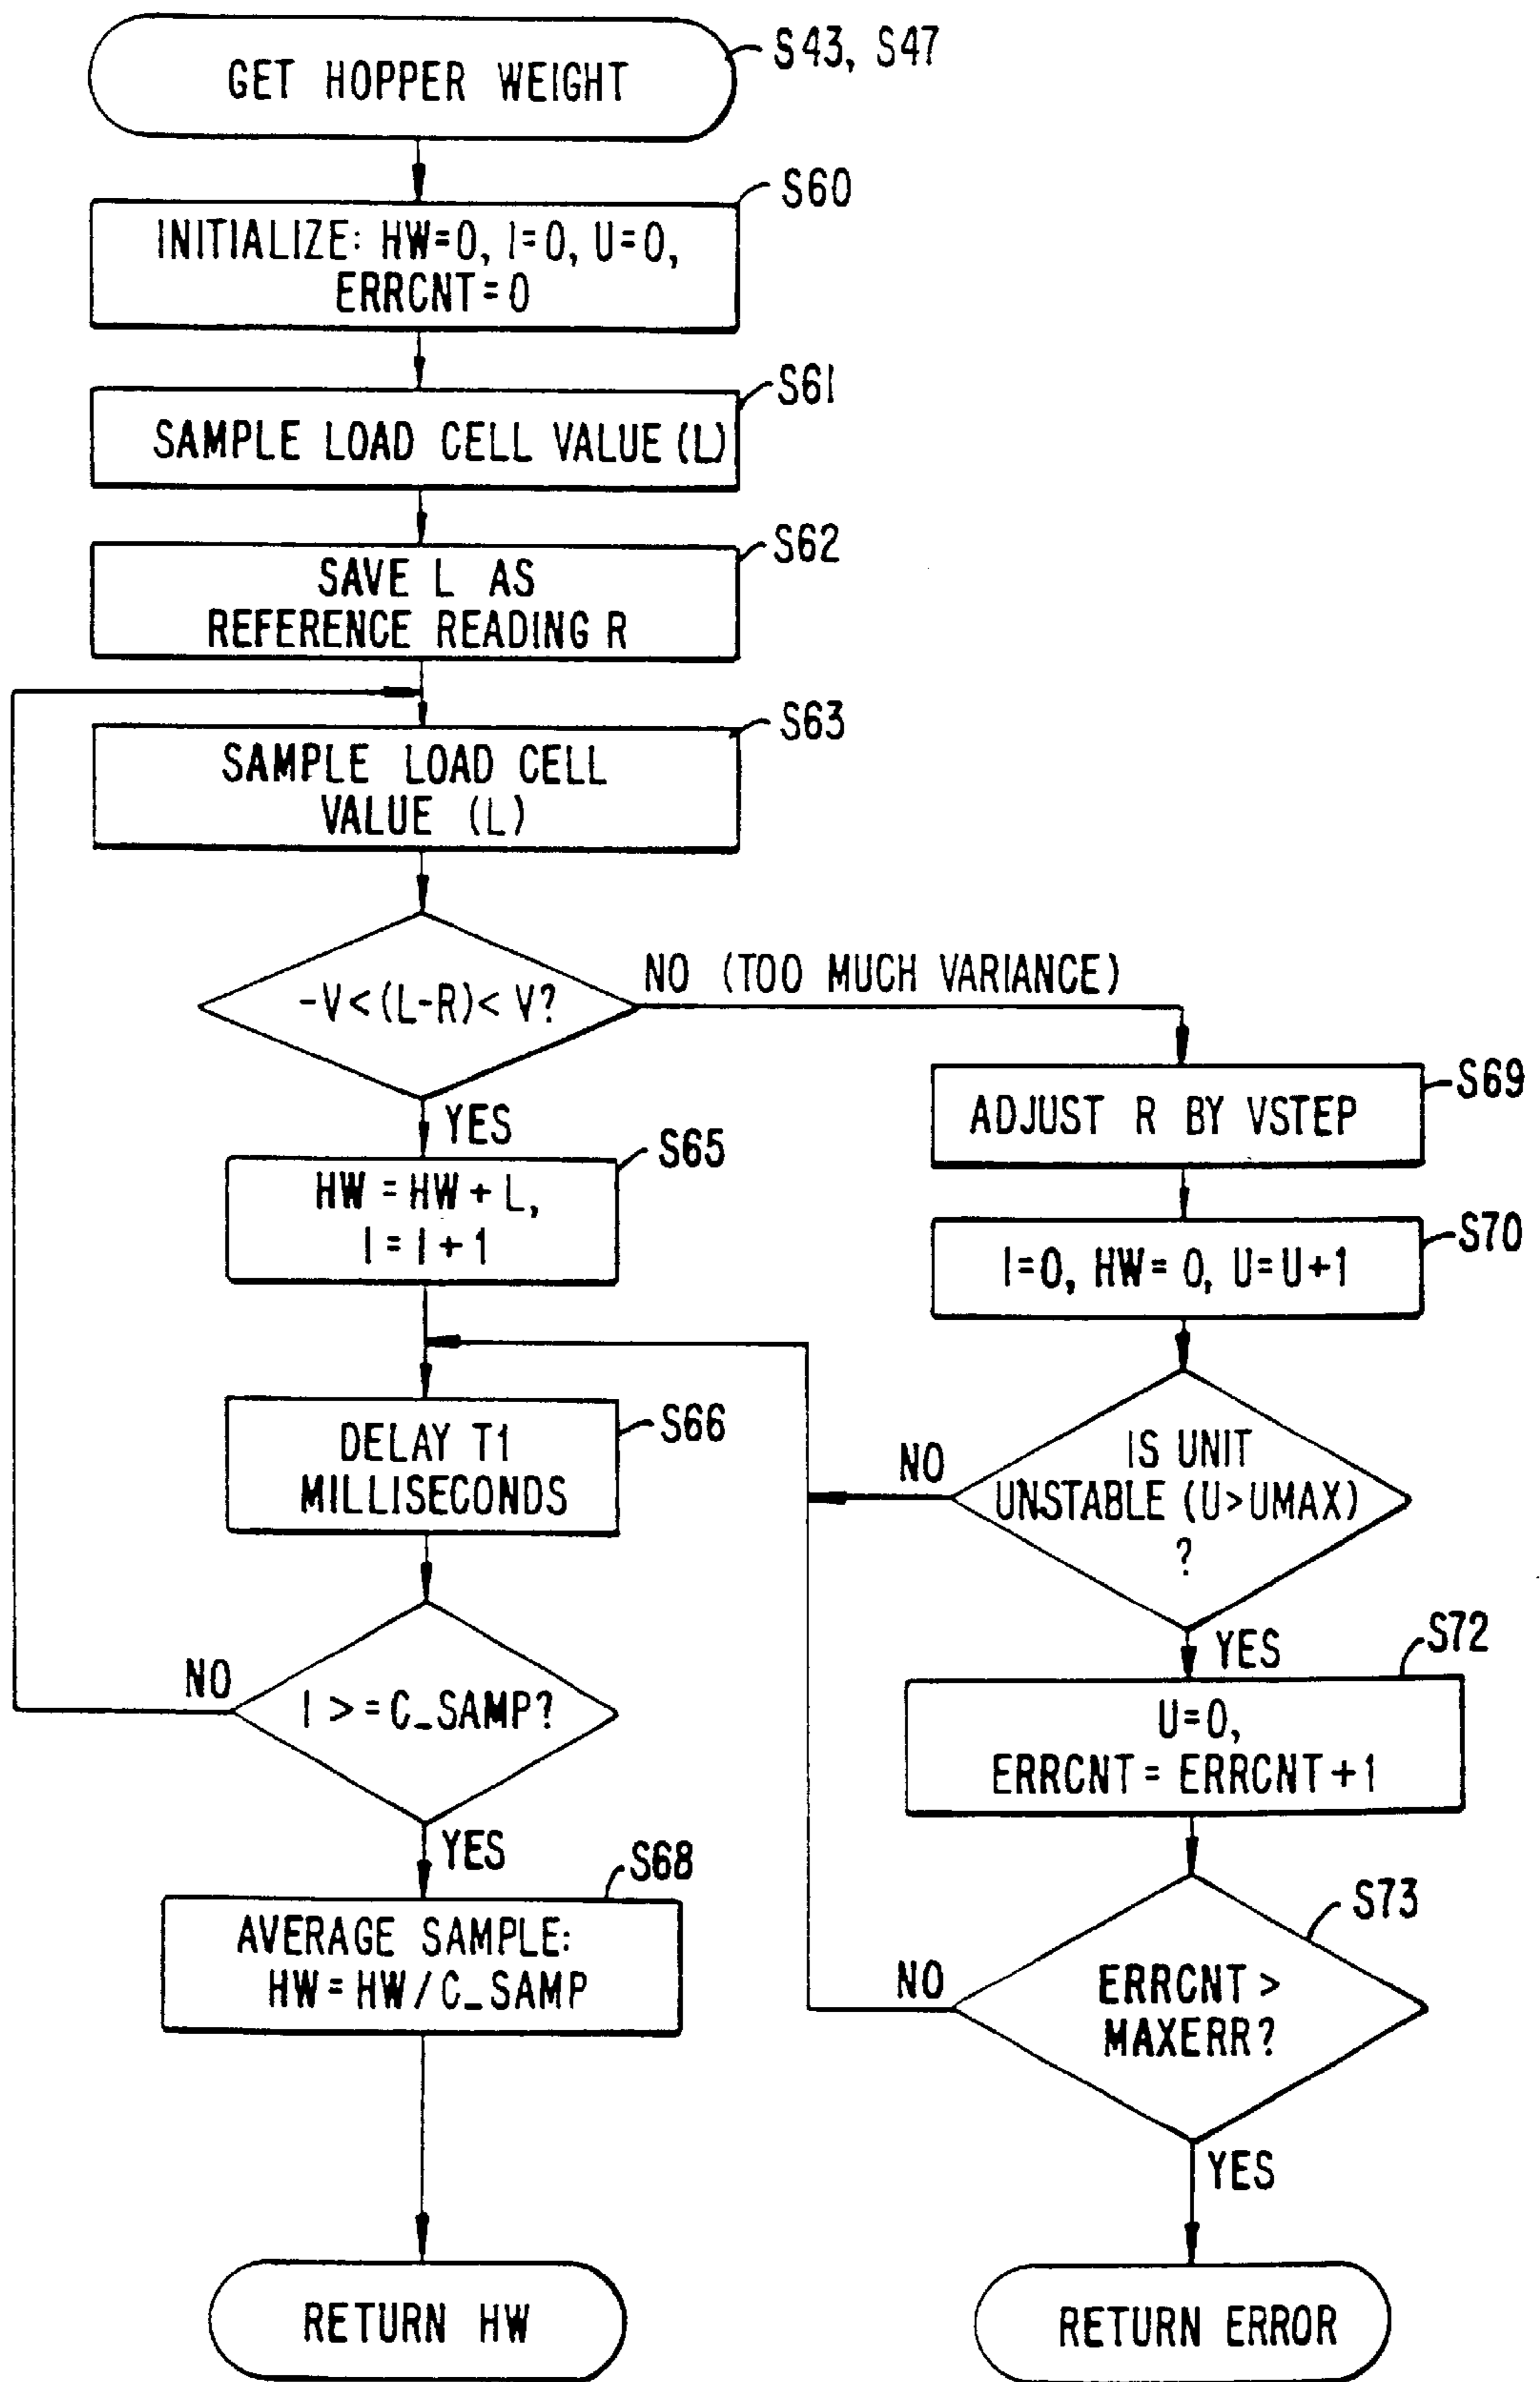 GET HOPPER WEIGHT
S43, S47
S60
INITIALIZE: HW=0, I=0, U=0,
ERRCNT=0
S61
SAMPLE LOAD CELL VALUE (L)
S62
SAVE L AS
REFERENCE READING R
S63
SAMPLE LOAD CELL
VALUE (L)
-V<(L-R)< V?
NO (TOO MUCH VARIANCE)
YES
S65
HW = HW + L,
I = I + 1
S66
DELAY T1
MILLISECONDS
NO
I >= C_SAMP?
YES
S68
AVERAGE SAMPLE:
HW = HW / C_SAMP
RETURN HW
S69
ADJUST R BY VSTEP
S70
I=0, HW= 0, U=U+1
NO
IS UNIT
UNSTABLE (U>UMAX)
?
YES
S72
U=0,
ERRCNT = ERRCNT +1
S73
NO
ERRCNT >
MAXERR?
YES
RETURN ERROR